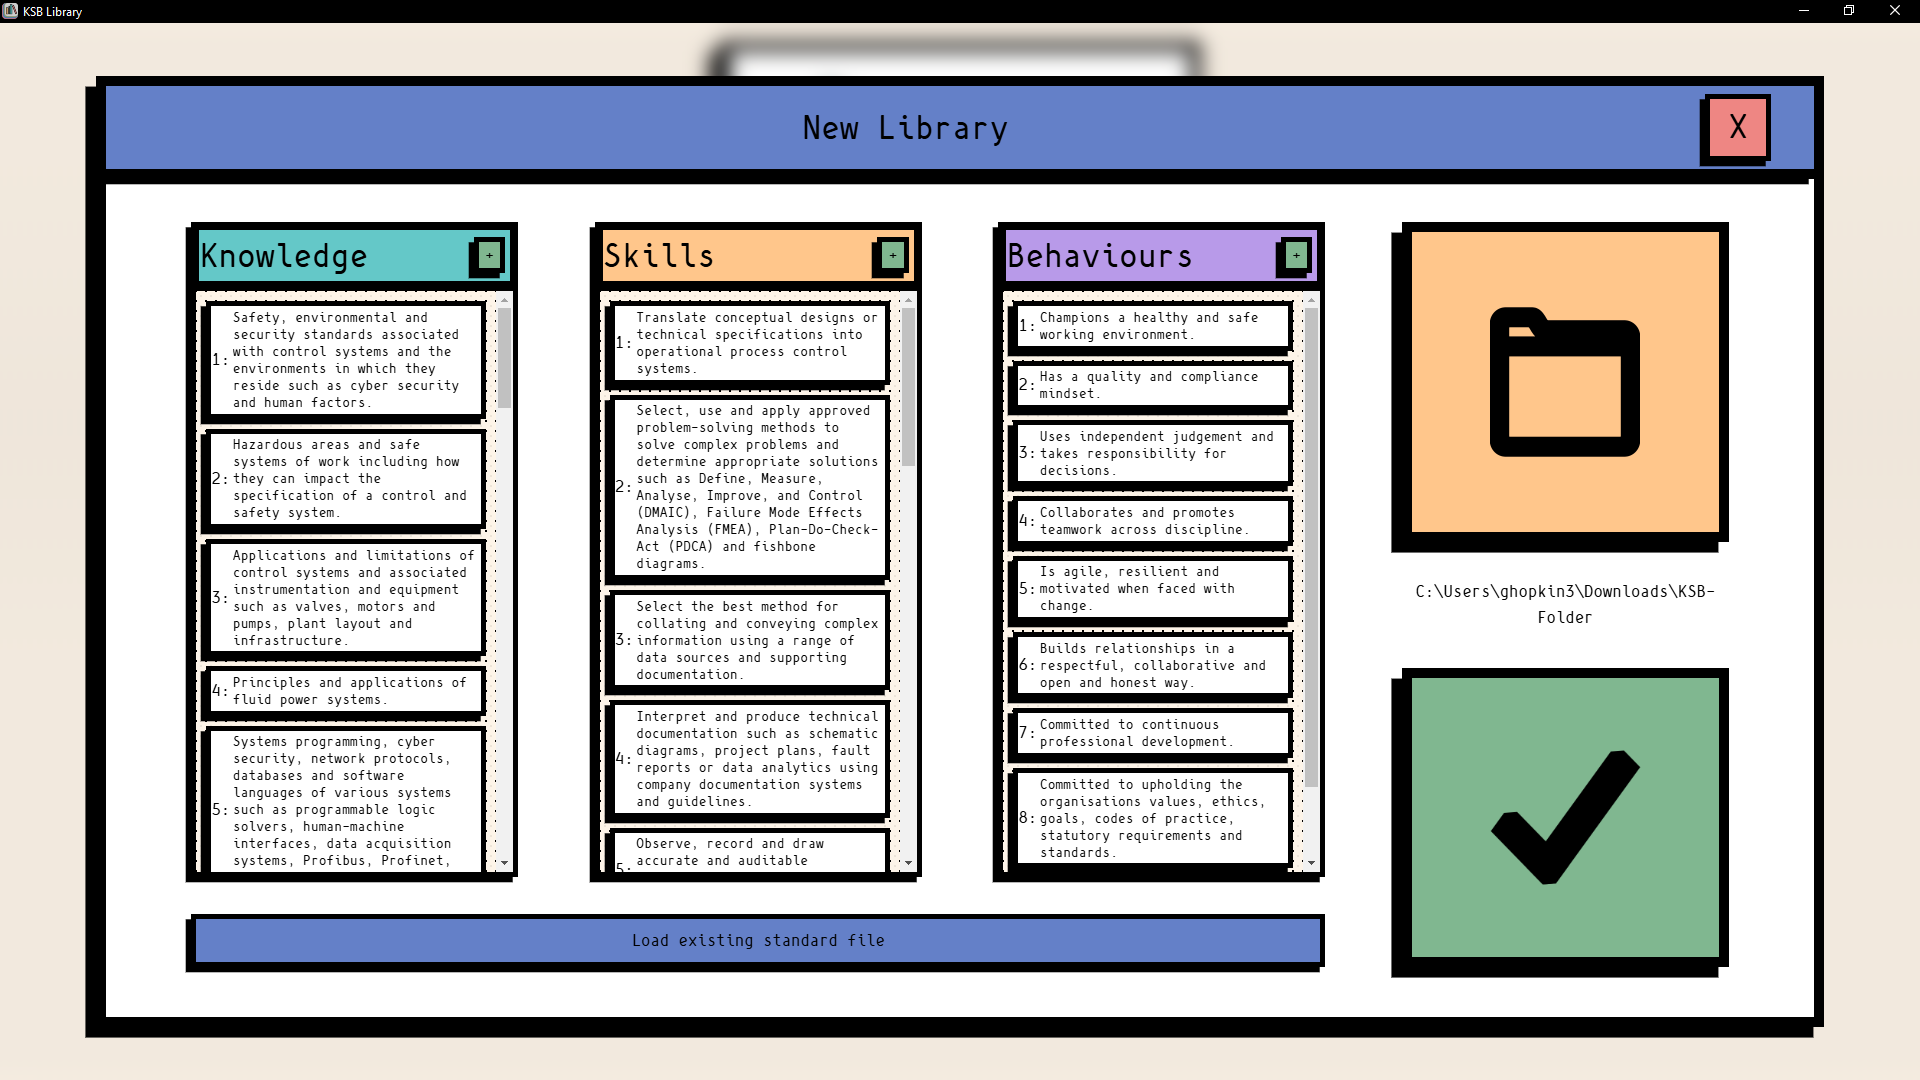 KSB Library
New Library
X
Knowledge
+
1:
Safety, environmental and
security standards associated
with control systems and the
environments in which they
reside such as cyber security
and human factors.
2:
Hazardous areas and safe
systems of work including how
they can impact the
specification of a control and
safety system.
3:
Applications and limitations of
control systems and associated
instrumentation and equipment
such as valves, motors and
pumps, plant layout and
infrastructure.
4:
Principles and applications of
fluid power systems.
5:
Systems programming, cyber
security, network protocols,
databases and software
languages of various systems
such as programmable logic
solvers, human-machine
interfaces, data acquisition
systems, Profibus, Profinet,
Skills
+
1:
Translate conceptual designs or
technical specifications into
operational process control
systems.
2:
Select, use and apply approved
problem-solving methods to
solve complex problems and
determine appropriate solutions
such as Define, Measure,
Analyse, Improve, and Control
(DMAIC), Failure Mode Effects
Analysis (FMEA), Plan-Do-Check-
Act (PDCA) and fishbone
diagrams.
3:
Select the best method for
collating and conveying complex
information using a range of
data sources and supporting
documentation.
4:
Interpret and produce technical
documentation such as schematic
diagrams, project plans, fault
reports or data analytics using
company documentation systems
and guidelines.
5:
Observe, record and draw
accurate and auditable
Behaviours
+
1:
Champions a healthy and safe
working environment.
2:
Has a quality and compliance
mindset.
3:
Uses independent judgement and
takes responsibility for
decisions.
4:
Collaborates and promotes
teamwork across discipline.
5:
Is agile, resilient and
motivated when faced with
change.
6:
Builds relationships in a
respectful, collaborative and
open and honest way.
7:
Committed to continuous
professional development.
8:
Committed to upholding the
organisations values, ethics,
goals, codes of practice,
statutory requirements and
standards.
C:\Users\ghopkin3\Downloads\KSB-
Folder
Load existing standard file